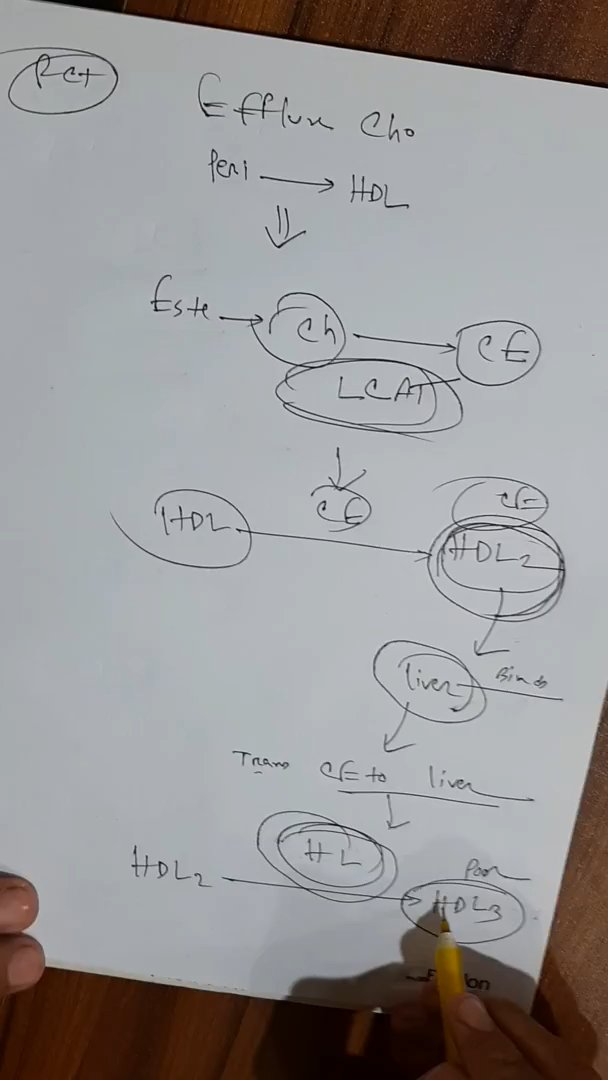 RCT
Efflux Cho
Peri → HDL
⇓
Este → Ch → CE
LCAT
↓
HDL → CE → CE
HDL2
↓
liver Binds
↓
Trans CE to liver
↓
HDL2 → HL → Poor
HDL3